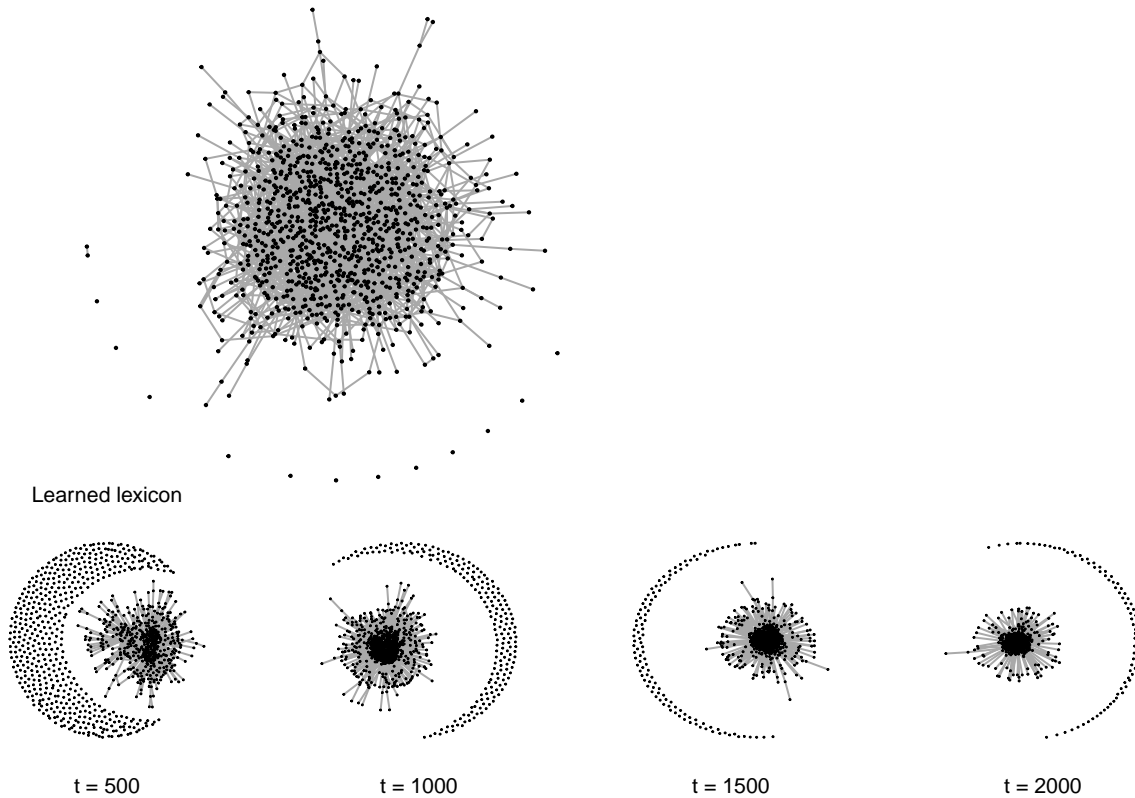 Learned lexicon
t = 500
t = 1000
t = 1500
t = 2000